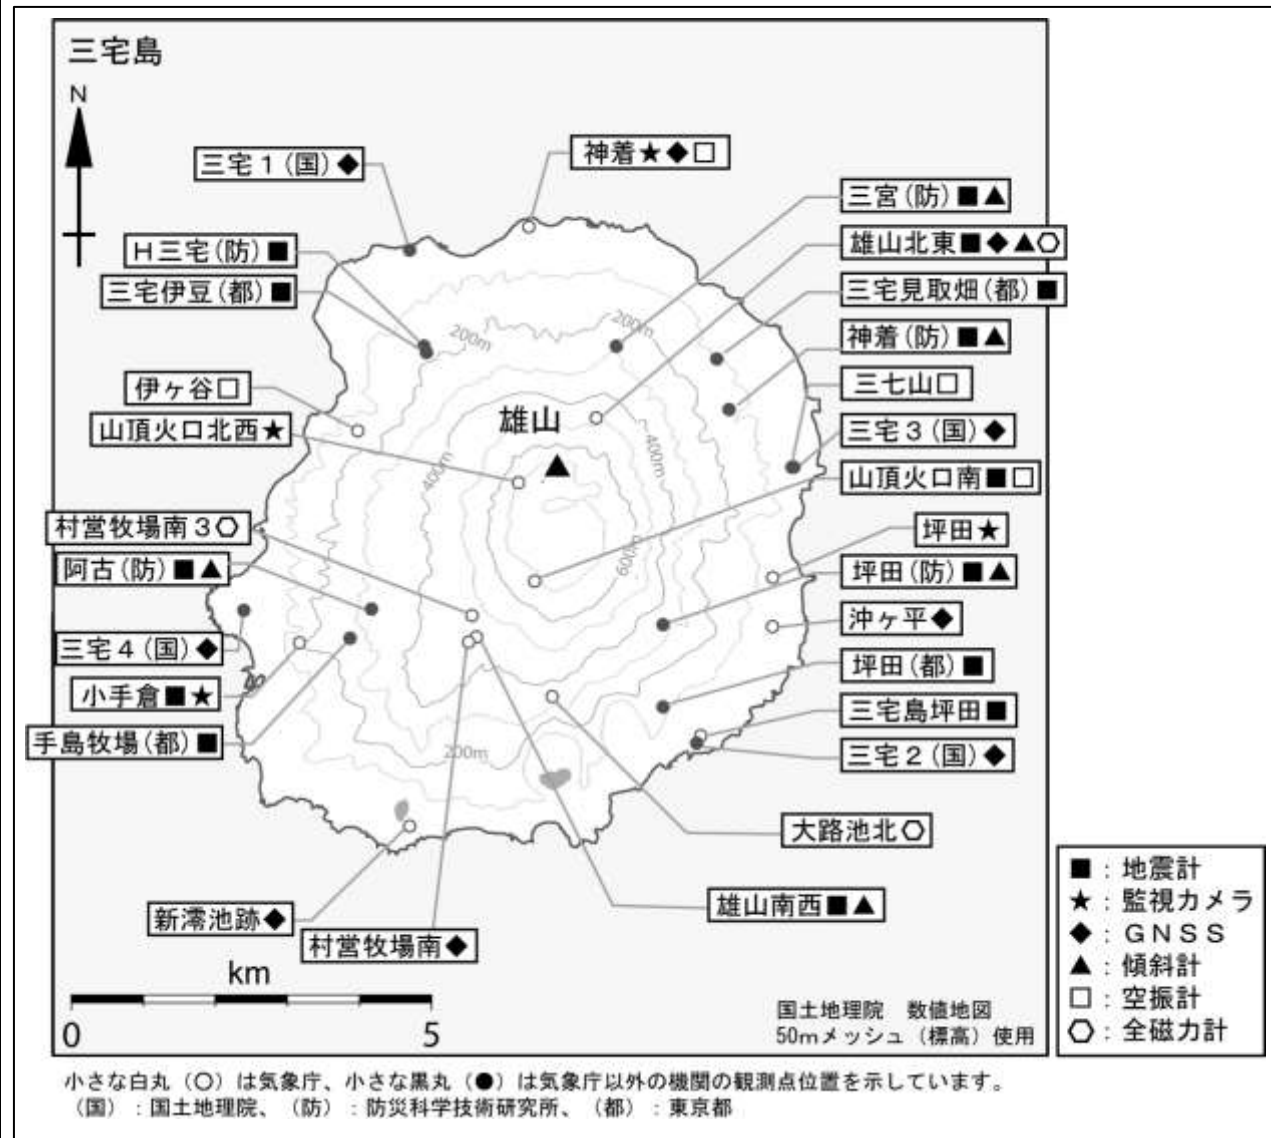 三宅島
N
三宅1(国)◆
神着★◆□
三宮(防)■▲
H三宅(防)■
雄山北東■◆▲⬡
三宅伊豆(都)■
三宅見取畑(都)■
200m
200m
神着(防)■▲
伊ヶ谷□
三七山□
山頂火口北西★
雄山
三宅3(国)◆
400m
400m
山頂火口南■□
村営牧場南3⬡
坪田★
600m
阿古(防)■▲
坪田(防)■▲
沖ヶ平◆
三宅4(国)◆
坪田(都)■
小手倉■★
三宅島坪田■
手島牧場(都)■
200m
三宅2(国)◆
大路池北⬡
雄山南西■▲
新澪池跡◆
村営牧場南◆
km
0 5
国土地理院 数値地図
50mメッシュ(標高)使用
■:地震計
★:監視カメラ
◆:GNSS
▲:傾斜計
□:空振計
⬡:全磁力計
小さな白丸(○)は気象庁、小さな黒丸(●)は気象庁以外の機関の観測点位置を示しています。
(国):国土地理院、(防):防災科学技術研究所、(都):東京都